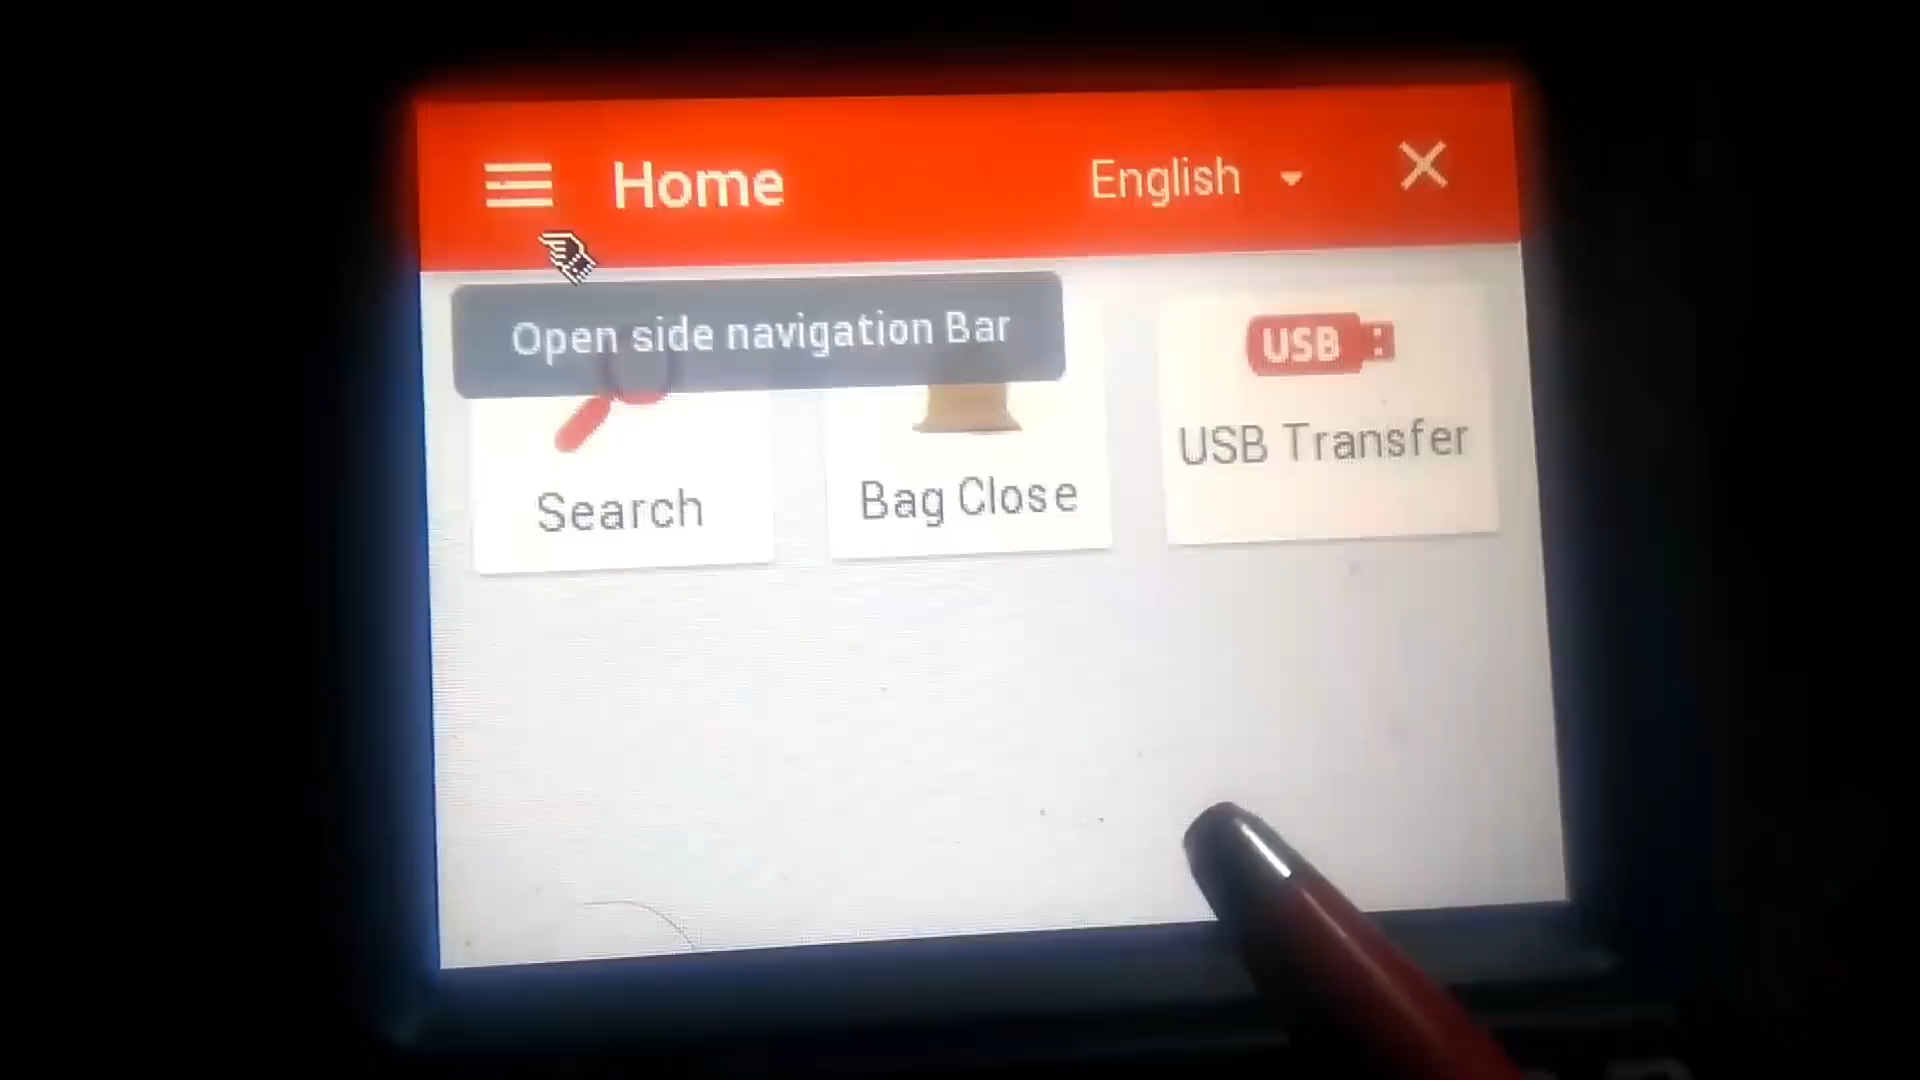 Home
English
Open side navigation Bar
USB
Search
Bag Close
USB Transfer